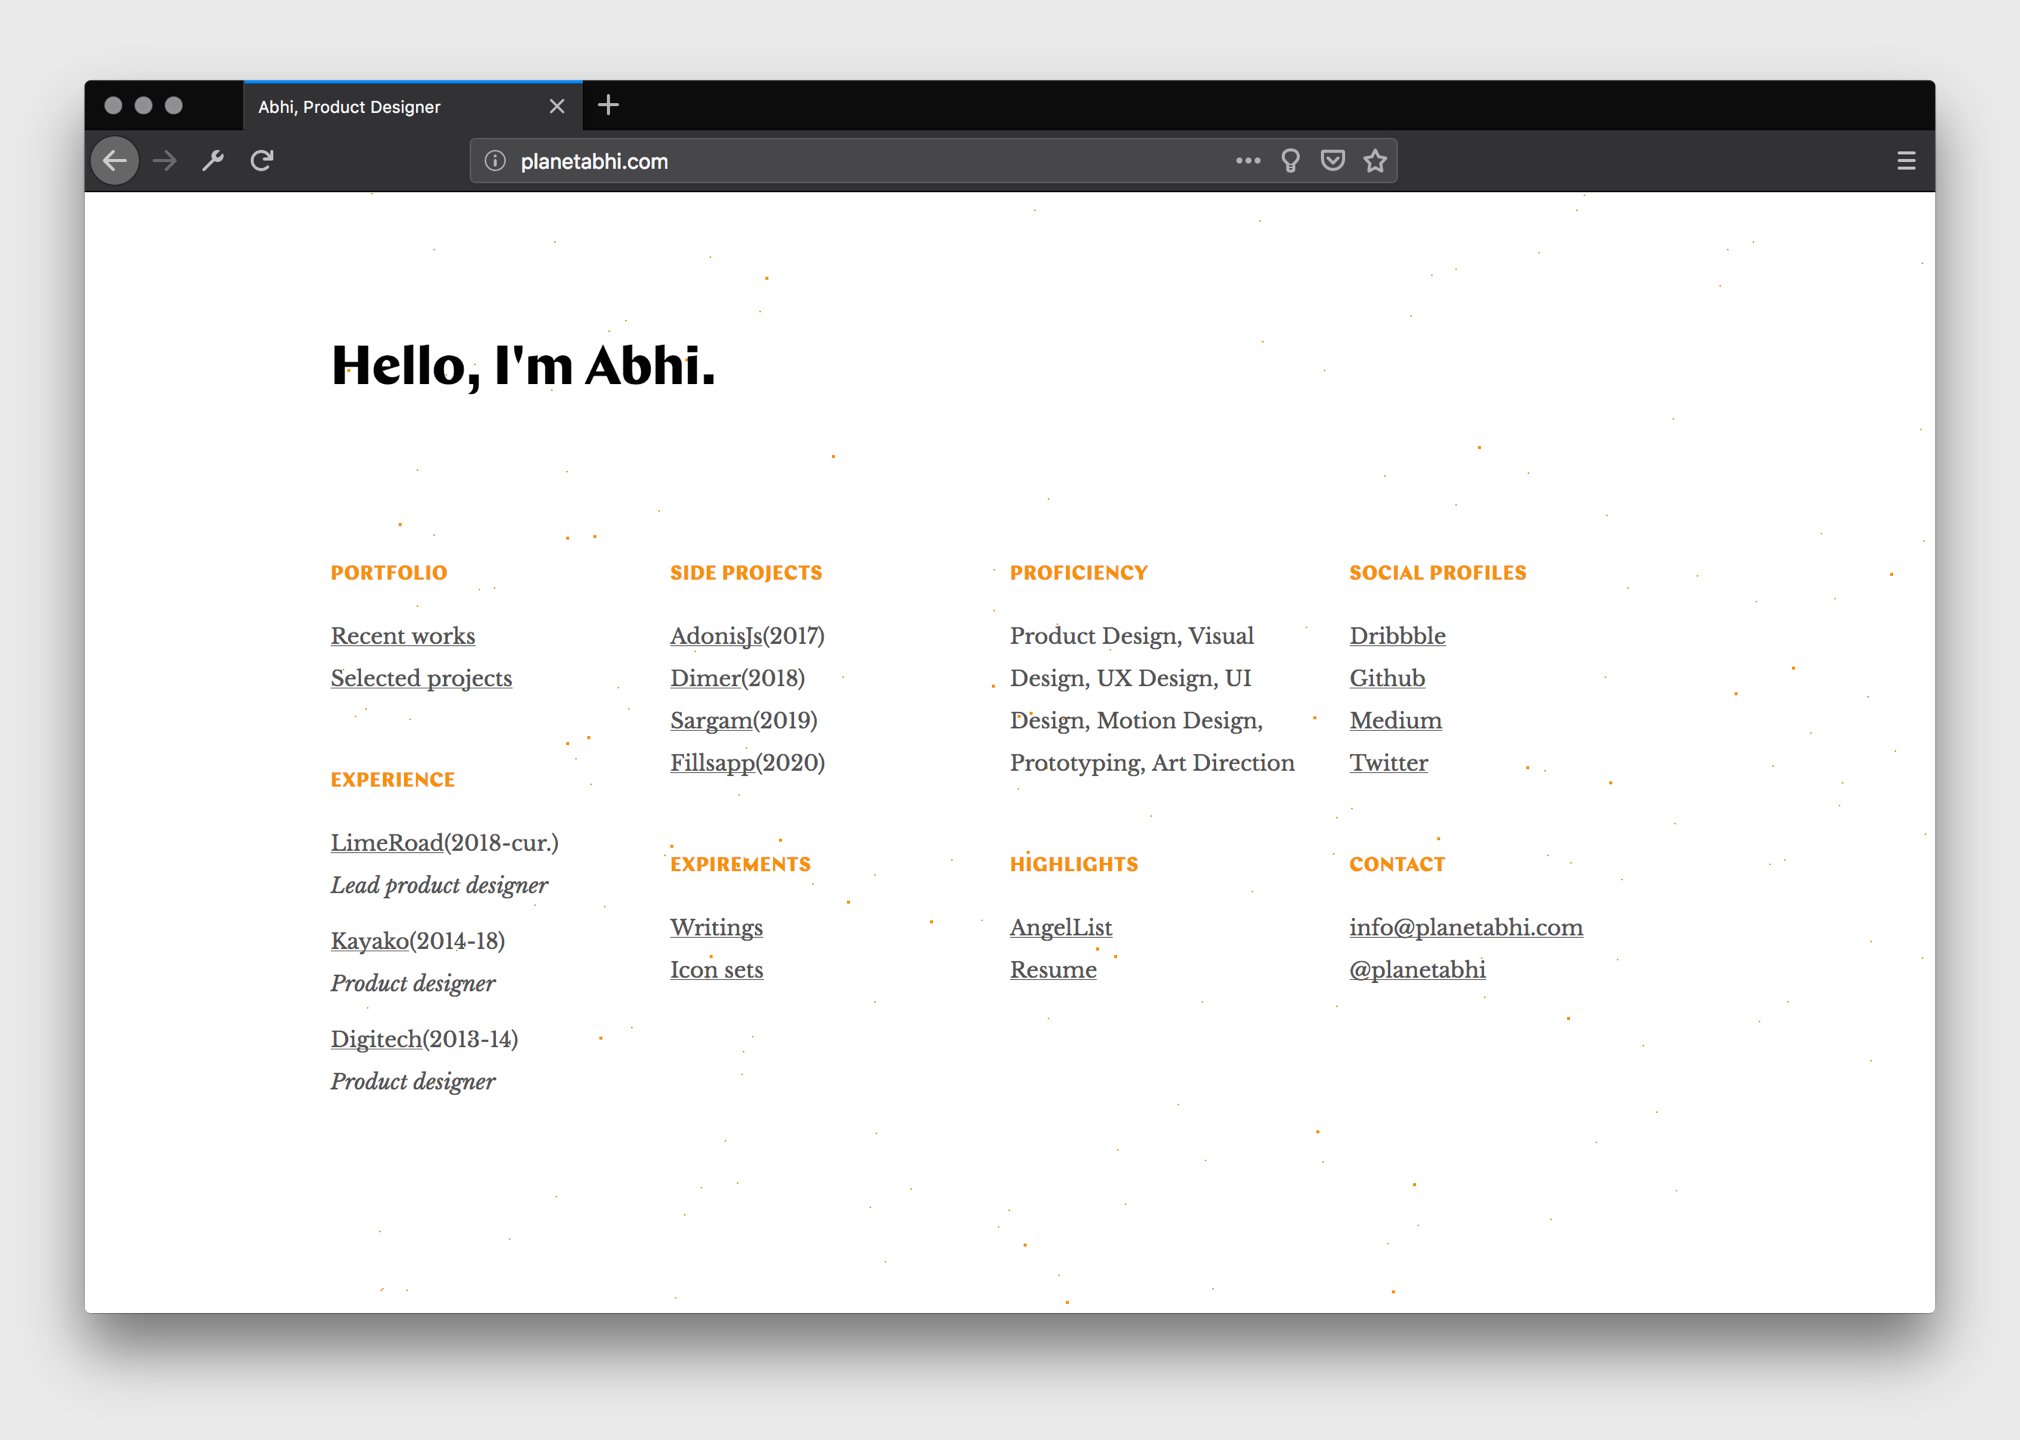 Abhi, Product Designer
planetabhi.com
Hello, I'm Abhi.
PORTFOLIO
Recent works
Selected projects
EXPERIENCE
LimeRoad(2018-cur.)
Lead product designer
Kayako(2014-18)
Product designer
Digitech(2013-14)
Product designer
SIDE PROJECTS
AdonisJs(2017)
Dimer(2018)
Sargam(2019)
Fillsapp(2020)
EXPIREMENTS
Writings
Icon sets
PROFICIENCY
Product Design, Visual
Design, UX Design, UI
Design, Motion Design,
Prototyping, Art Direction
HIGHLIGHTS
AngelList
Resume
SOCIAL PROFILES
Dribbble
Github
Medium
Twitter
CONTACT
info@planetabhi.com
@planetabhi